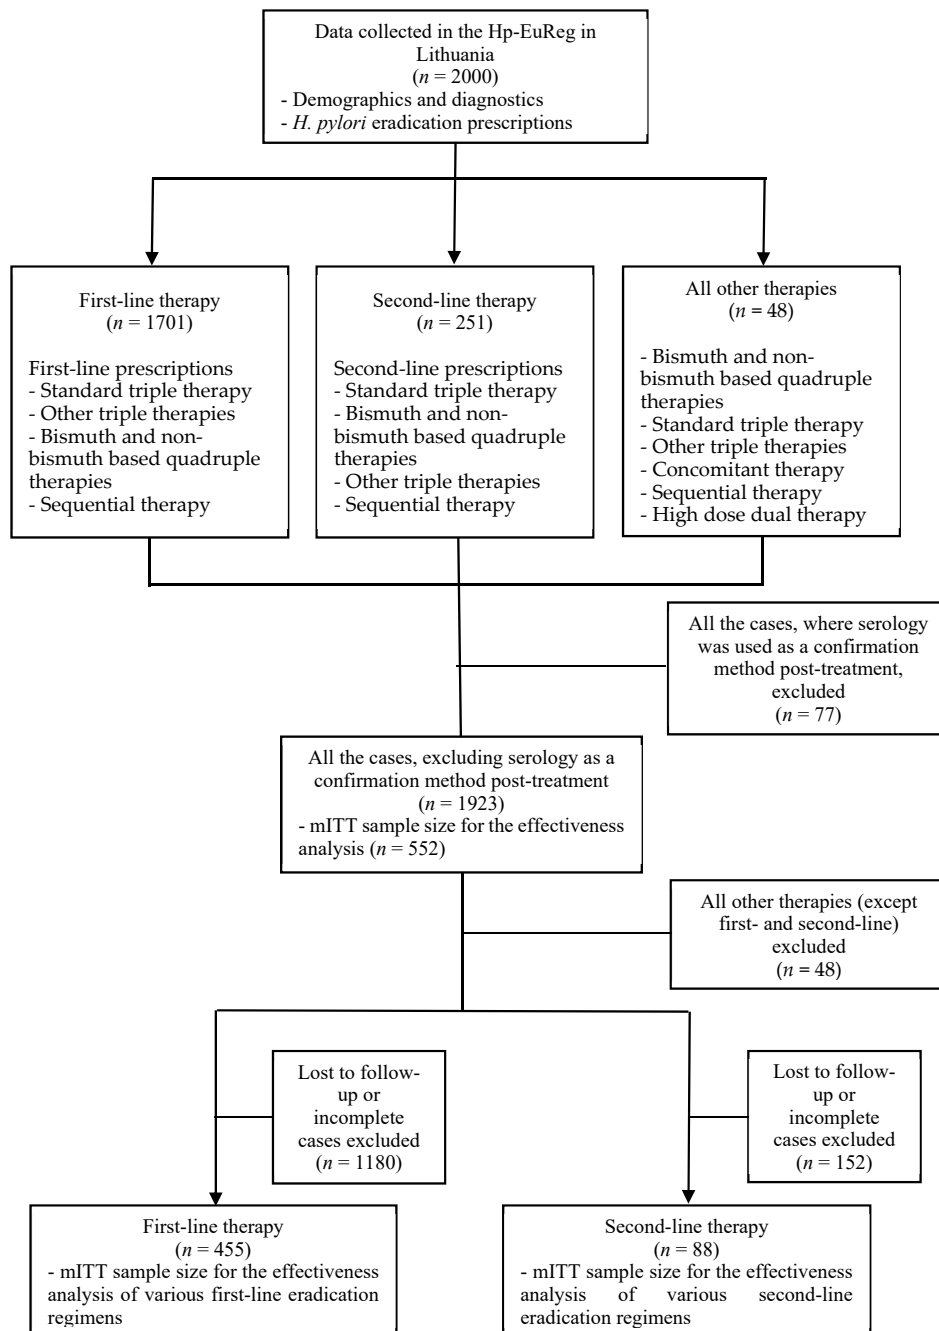 Data collected in the Hp-EuReg in
Lithuania
(n = 2000)
- Demographics and diagnostics
- H. pylori eradication prescriptions
First-line therapy
(n = 1701)
First-line prescriptions
- Standard triple therapy
- Other triple therapies
- Bismuth and non-
bismuth based quadruple
therapies
- Sequential therapy
Second-line therapy
(n = 251)
Second-line prescriptions
- Standard triple therapy
- Bismuth and non-
bismuth based quadruple
therapies
- Other triple therapies
- Sequential therapy
All other therapies
(n = 48)
- Bismuth and non-
bismuth based quadruple
therapies
- Standard triple therapy
- Other triple therapies
- Concomitant therapy
- Sequential therapy
- High dose dual therapy
All the cases, where serology
was used as a confirmation
method post-treatment,
excluded
(n = 77)
All the cases, excluding serology as a
confirmation method post-treatment
(n = 1923)
- mITT sample size for the effectiveness
analysis (n = 552)
All other therapies (except
first- and second-line)
excluded
(n = 48)
Lost to follow-
up or
incomplete
cases excluded
(n = 1180)
Lost to follow-
up or
incomplete
cases excluded
(n = 152)
First-line therapy
(n = 455)
- mITT sample size for the effectiveness
analysis of various first-line eradication
regimens
Second-line therapy
(n = 88)
- mITT sample size for the effectiveness
analysis of various second-line
eradication regimens